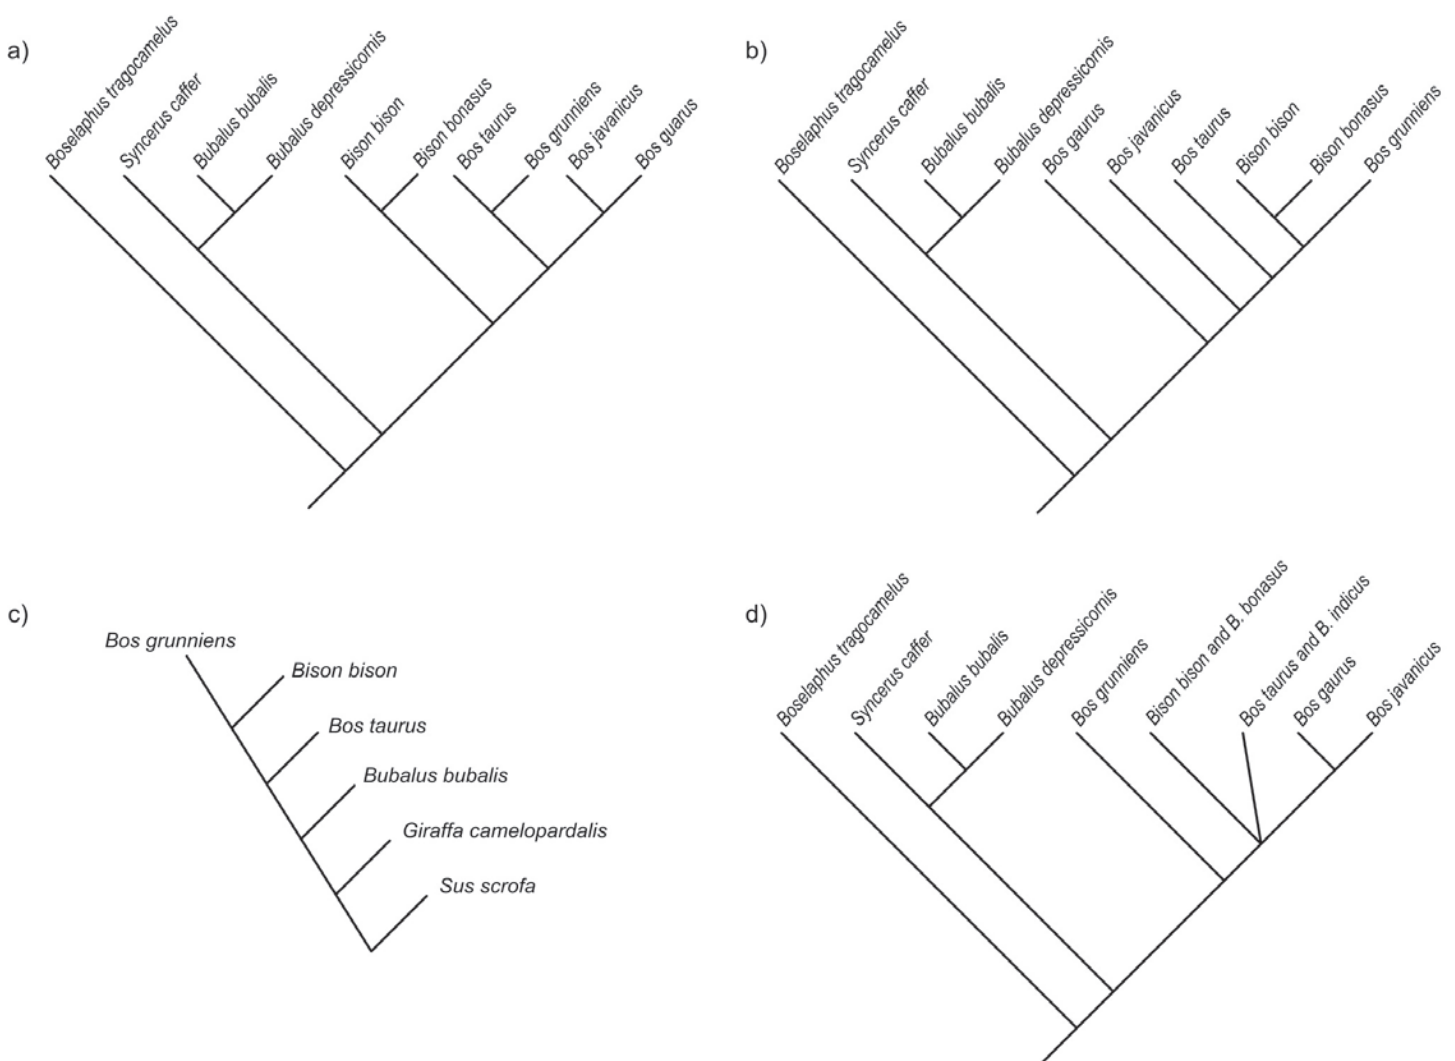 a)
Boselaphus tragocamelus
Syncerus caffer
Bubalus bubalis
Bubalus depressicornis
Bison bison
Bison bonasus
Bos taurus
Bos grunniens
Bos javanicus
Bos guarus
b)
Boselaphus tragocamelus
Syncerus caffer
Bubalus bubalis
Bubalus depressicornis
Bos gaurus
Bos javanicus
Bos taurus
Bison bison
Bison bonasus
Bos grunniens
c)
Bos grunniens
Bison bison
Bos taurus
Bubalus bubalis
Giraffa camelopardalis
Sus scrofa
d)
Boselaphus tragocamelus
Syncerus caffer
Bubalus bubalis
Bubalus depressicornis
Bos grunniens
Bison bison and B. bonasus
Bos taurus and B. indicus
Bos gaurus
Bos javanicus